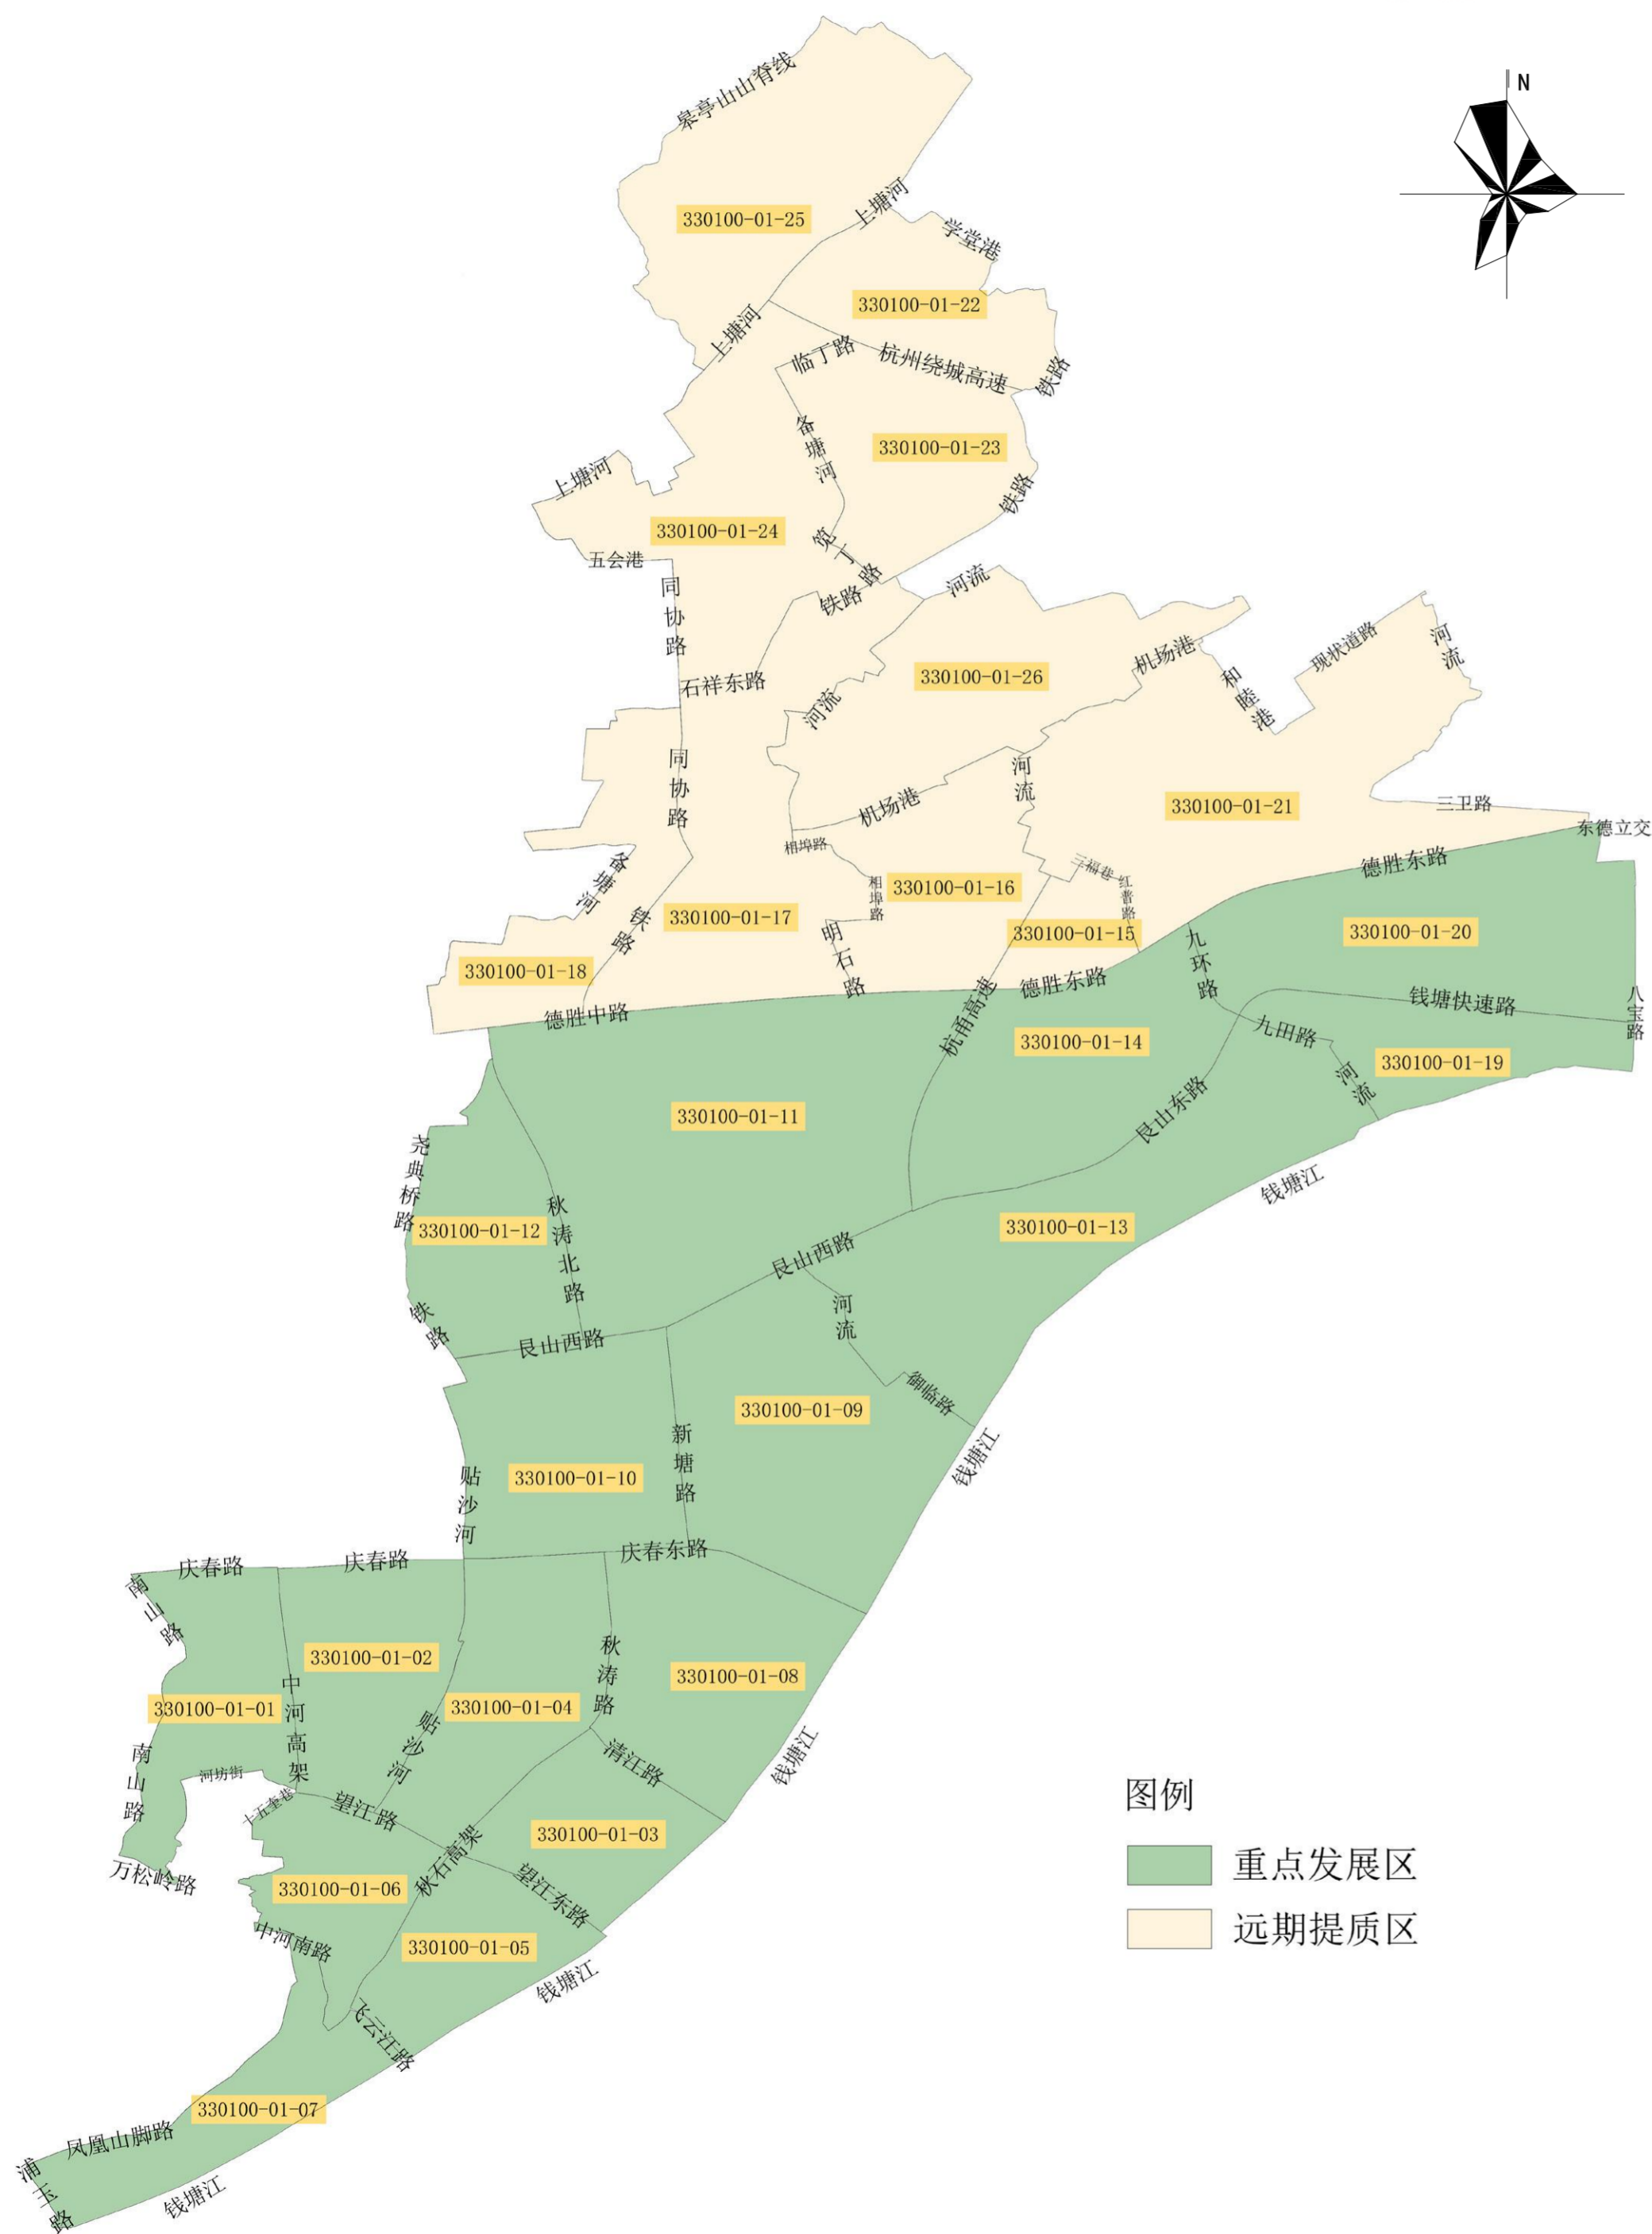 N
皋亭山山脊线
330100-01-25
上塘河
学堂港
330100-01-22
上塘河
临丁路
杭州绕城高速
铁路
备塘河
330100-01-23
上塘河
铁路
330100-01-24
笕丁路
五会港
同协路
铁路
河流
河流
现状道路
机场港
330100-01-26
和睦港
石祥东路
河流
同协路
河流
机场港
330100-01-21
三卫路
东德立交
相埠路
三福巷
德胜东路
备塘河
相埠路
330100-01-16
红普路
铁路
330100-01-17
明石路
330100-01-15
九环路
330100-01-20
330100-01-18
德胜中路
杭甬高速
德胜东路
钱塘快速路
八宝路
330100-01-14
九田路
330100-01-19
河流
330100-01-11
艮山东路
尧典桥路
钱塘江
秋涛北路
330100-01-12
330100-01-13
艮山西路
铁路
河流
艮山西路
御临路
330100-01-09
新塘路
钱塘江
贴沙河
330100-01-10
庆春路
庆春路
庆春东路
南山路
330100-01-02
秋涛路
330100-01-08
中河高架
330100-01-01
330100-01-04
贴沙河
清江路
钱塘江
南山路
河坊街
十五奎巷
望江路
图例
330100-01-03
秋石高架
重点发展区
万松岭路
330100-01-06
望江东路
远期提质区
中河南路
330100-01-05
钱塘江
飞云江路
330100-01-07
凤凰山脚路
浦玉路
钱塘江